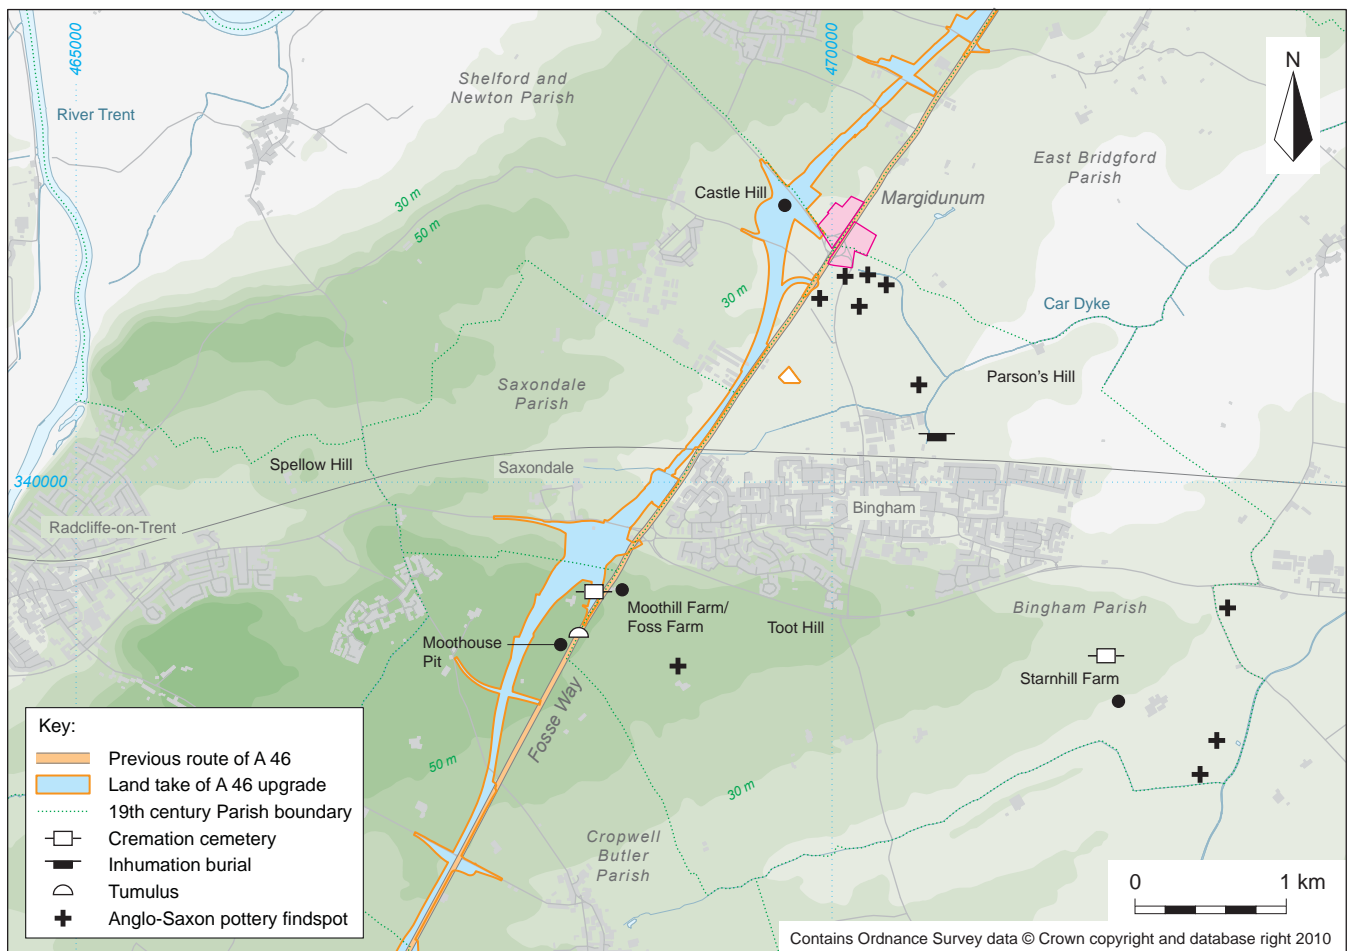 465000
470000
N
Shelford and
Newton Parish
River Trent
East Bridgford
Parish
Castle Hill
Margidunum
30 m
50 m
30 m
Car Dyke
Parson's Hill
Saxondale
Parish
Spellow Hill
Saxondale
340000
Radcliffe-on-Trent
Bingham
Moothill Farm/
Foss Farm
Toot Hill
Bingham Parish
Moothouse
Pit
Starnhill Farm
Fosse Way
50 m
30 m
Cropwell
Butler
Parish
Key:
Previous route of A 46
Land take of A 46 upgrade
19th century Parish boundary
Cremation cemetery
Inhumation burial
Tumulus
Anglo-Saxon pottery findspot
0 1 km
Contains Ordnance Survey data © Crown copyright and database right 2010